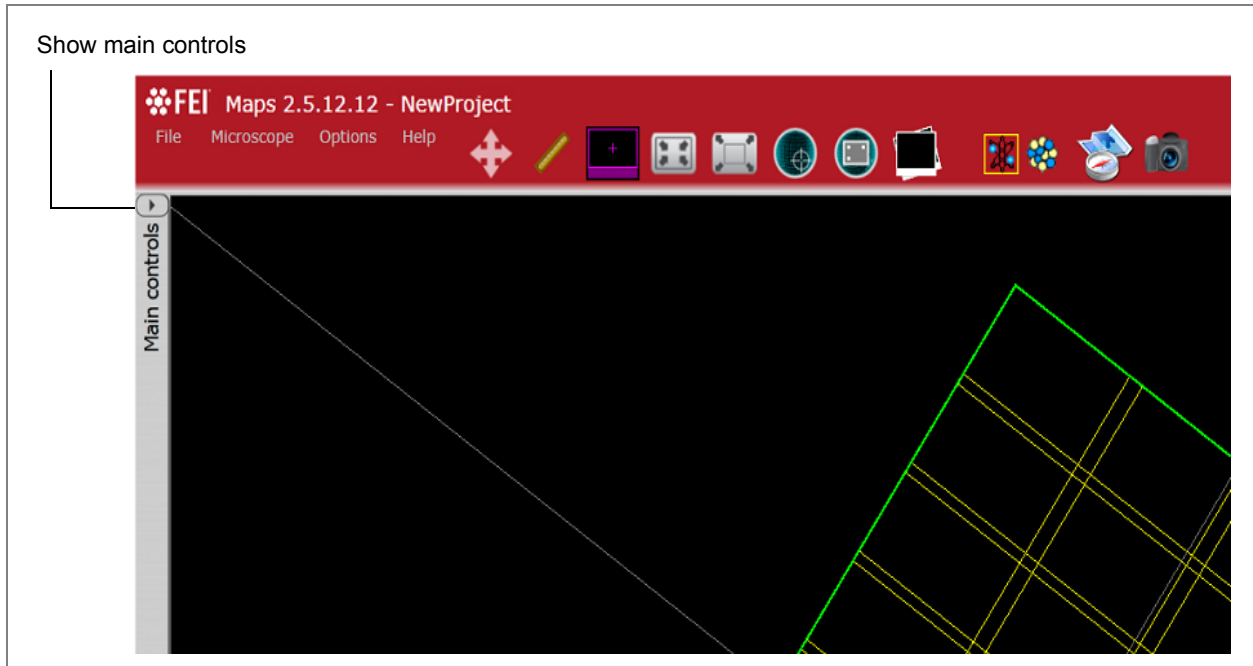 Show main controls
FEI Maps 2.5.12.12 - NewProject
File Microscope Options Help
Main controls